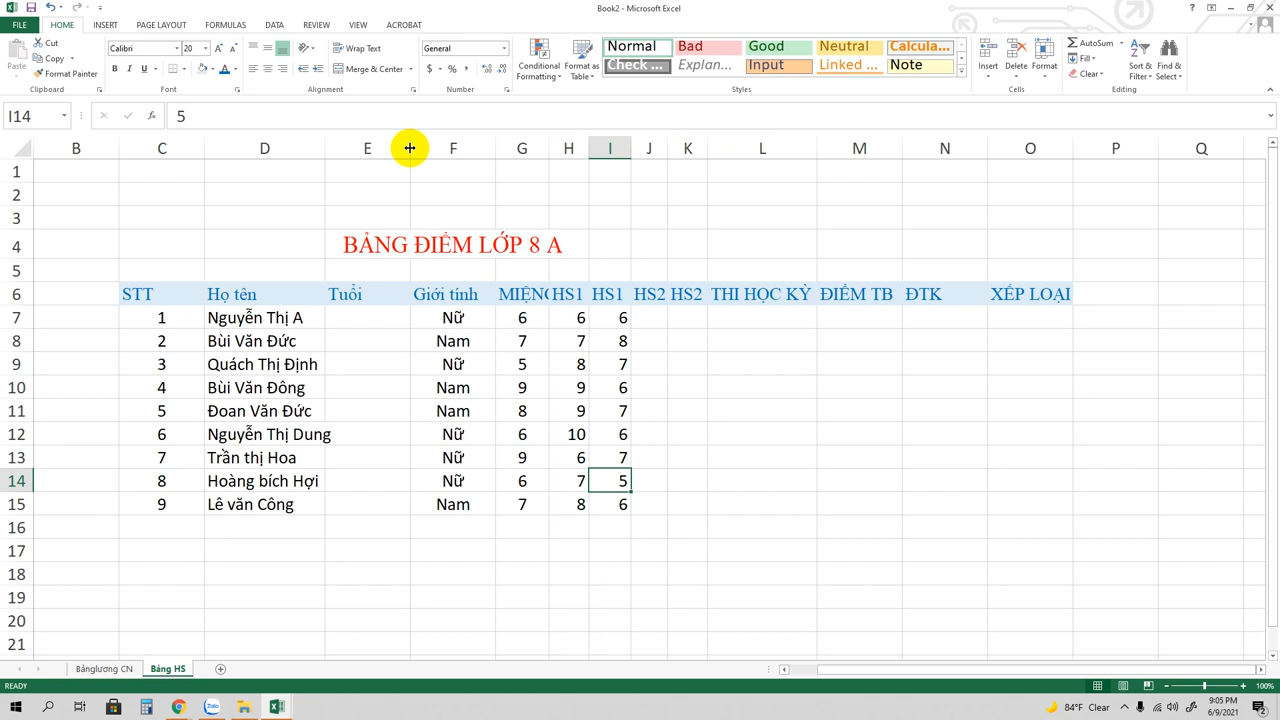 Book2 - Microsoft Excel
FILE HOME INSERT PAGE LAYOUT FORMULAS DATA REVIEW VIEW ACROBAT
Cut
Copy
Format Painter
Paste
Clipboard
Calibri 20
B I U
Font
Wrap Text
Merge & Center
Alignment
General
$ % ,
Number
Conditional Formatting
Format as Table
Normal Bad Good Neutral Calcula...
Check ... Explan... Input Linked ... Note
Styles
Insert Delete Format
Cells
AutoSum
Fill
Clear
Sort & Filter
Find & Select
Editing
I14 fx 5
B C D E F G H I J K L M N O P Q
1
2
3
4 BẢNG ĐIỂM LỚP 8 A
5
6 STT Họ tên Tuổi Giới tính MIỆNG HS1 HS1 HS2 HS2 THI HỌC KỲ ĐIỂM TB ĐTK XẾP LOẠI
7 1 Nguyễn Thị A Nữ 6 6 6
8 2 Bùi Văn Đức Nam 7 7 8
9 3 Quách Thị Định Nữ 5 8 7
10 4 Bùi Văn Đông Nam 9 9 6
11 5 Đoan Văn Đức Nam 8 9 7
12 6 Nguyễn Thị Dung Nữ 6 10 6
13 7 Trần thị Hoa Nữ 9 6 7
14 8 Hoàng bích Hợi Nữ 6 7 5
15 9 Lê văn Công Nam 7 8 6
16
17
18
19
20
21
Bảnglương CN Bảng HS
READY 100%
Zalo 84°F Clear 9:05 PM
6/9/2021 2